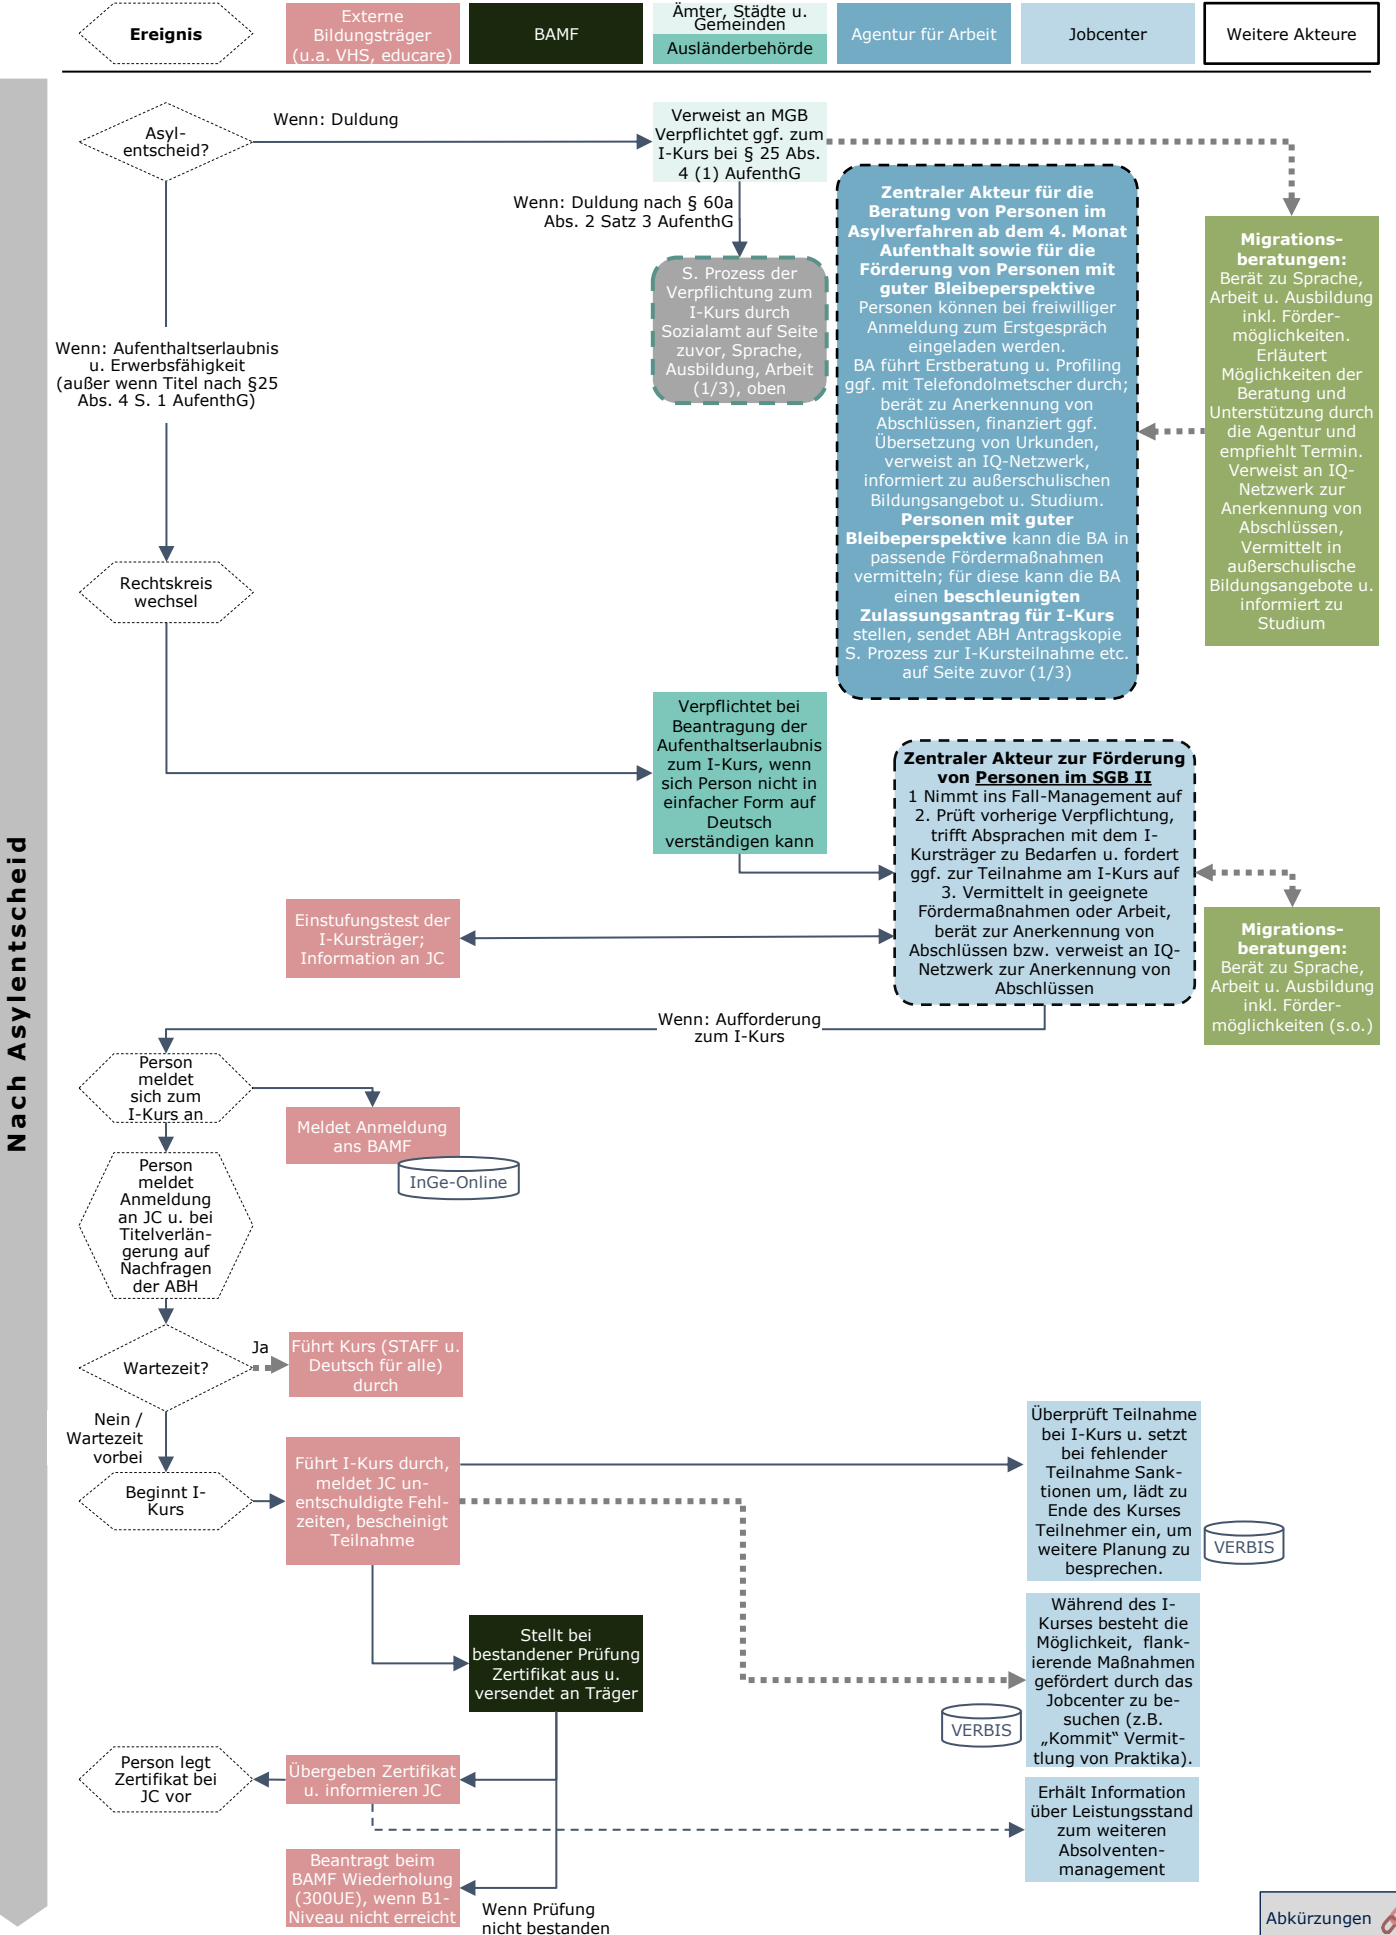 Ereignis
Externe
Bildungsträger
(u.a. VHS, educare)
BAMF
Ämter, Städte u.
Gemeinden
Ausländerbehörde
Agentur für Arbeit
Jobcenter
Weitere Akteure
Nach Asylentscheid
Asyl-
entscheid?
Wenn: Duldung
Verweist an MGB
Verpflichtet ggf. zum
I-Kurs bei § 25 Abs.
4 (1) AufenthG
Wenn: Duldung nach § 60a
Abs. 2 Satz 3 AufenthG
S. Prozess der
Verpflichtung zum
I-Kurs durch
Sozialamt auf Seite
zuvor, Sprache,
Ausbildung, Arbeit
(1/3), oben
Zentraler Akteur für die
Beratung von Personen im
Asylverfahren ab dem 4. Monat
Aufenthalt sowie für die
Förderung von Personen mit
guter Bleibeperspektive
Personen können bei freiwilliger
Anmeldung zum Erstgespräch
eingeladen werden.
BA führt Erstberatung u. Profiling
ggf. mit Telefondolmetscher durch;
berät zu Anerkennung von
Abschlüssen, finanziert ggf.
Übersetzung von Urkunden,
verweist an IQ-Netzwerk,
informiert zu außerschulischen
Bildungsangebot u. Studium.
Personen mit guter
Bleibeperspektive kann die BA in
passende Fördermaßnahmen
vermitteln; für diese kann die BA
einen beschleunigten
Zulassungsantrag für I-Kurs
stellen, sendet ABH Antragskopie
S. Prozess zur I-Kursteilnahme etc.
auf Seite zuvor (1/3)
Migrations-
beratungen:
Berät zu Sprache,
Arbeit u. Ausbildung
inkl. Förder-
möglichkeiten.
Erläutert
Möglichkeiten der
Beratung und
Unterstützung durch
die Agentur und
empfiehlt Termin.
Verweist an IQ-
Netzwerk zur
Anerkennung von
Abschlüssen,
Vermittelt in
außerschulische
Bildungsangebote u.
informiert zu
Studium
Wenn: Aufenthaltserlaubnis
u. Erwerbsfähigkeit
(außer wenn Titel nach §25
Abs. 4 S. 1 AufenthG)
Rechtskreis
wechsel
Verpflichtet bei
Beantragung der
Aufenthaltserlaubnis
zum I-Kurs, wenn
sich Person nicht in
einfacher Form auf
Deutsch
verständigen kann
Zentraler Akteur zur Förderung
von Personen im SGB II
1 Nimmt ins Fall-Management auf
2. Prüft vorherige Verpflichtung,
trifft Absprachen mit dem I-
Kursträger zu Bedarfen u. fordert
ggf. zur Teilnahme am I-Kurs auf
3. Vermittelt in geeignete
Fördermaßnahmen oder Arbeit,
berät zur Anerkennung von
Abschlüssen bzw. verweist an IQ-
Netzwerk zur Anerkennung von
Abschlüssen
Einstufungstest der
I-Kursträger;
Information an JC
Migrations-
beratungen:
Berät zu Sprache,
Arbeit u. Ausbildung
inkl. Förder-
möglichkeiten (s.o.)
Wenn: Aufforderung
zum I-Kurs
Person
meldet
sich zum
I-Kurs an
Meldet Anmeldung
ans BAMF
InGe-Online
Person
meldet
Anmeldung
an JC u. bei
Titelverlän-
gerung auf
Nachfragen
der ABH
Wartezeit?
Ja
Führt Kurs (STAFF u.
Deutsch für alle)
durch
Nein /
Wartezeit
vorbei
Beginnt I-
Kurs
Führt I-Kurs durch,
meldet JC un-
entschuldigte Fehl-
zeiten, bescheinigt
Teilnahme
Überprüft Teilnahme
bei I-Kurs u. setzt
bei fehlender
Teilnahme Sank-
tionen um, lädt zu
Ende des Kurses
Teilnehmer ein, um
weitere Planung zu
besprechen.
VERBIS
Während des I-
Kurses besteht die
Möglichkeit, flank-
ierende Maßnahmen
gefördert durch das
Jobcenter zu be-
suchen (z.B.
„Kommit“ Vermit-
tlung von Praktika).
VERBIS
Stellt bei
bestandener Prüfung
Zertifikat aus u.
versendet an Träger
Person legt
Zertifikat bei
JC vor
Übergeben Zertifikat
u. informieren JC
Erhält Information
über Leistungsstand
zum weiteren
Absolventen-
management
Beantragt beim
BAMF Wiederholung
(300UE), wenn B1-
Niveau nicht erreicht
Wenn Prüfung
nicht bestanden
Abkürzungen